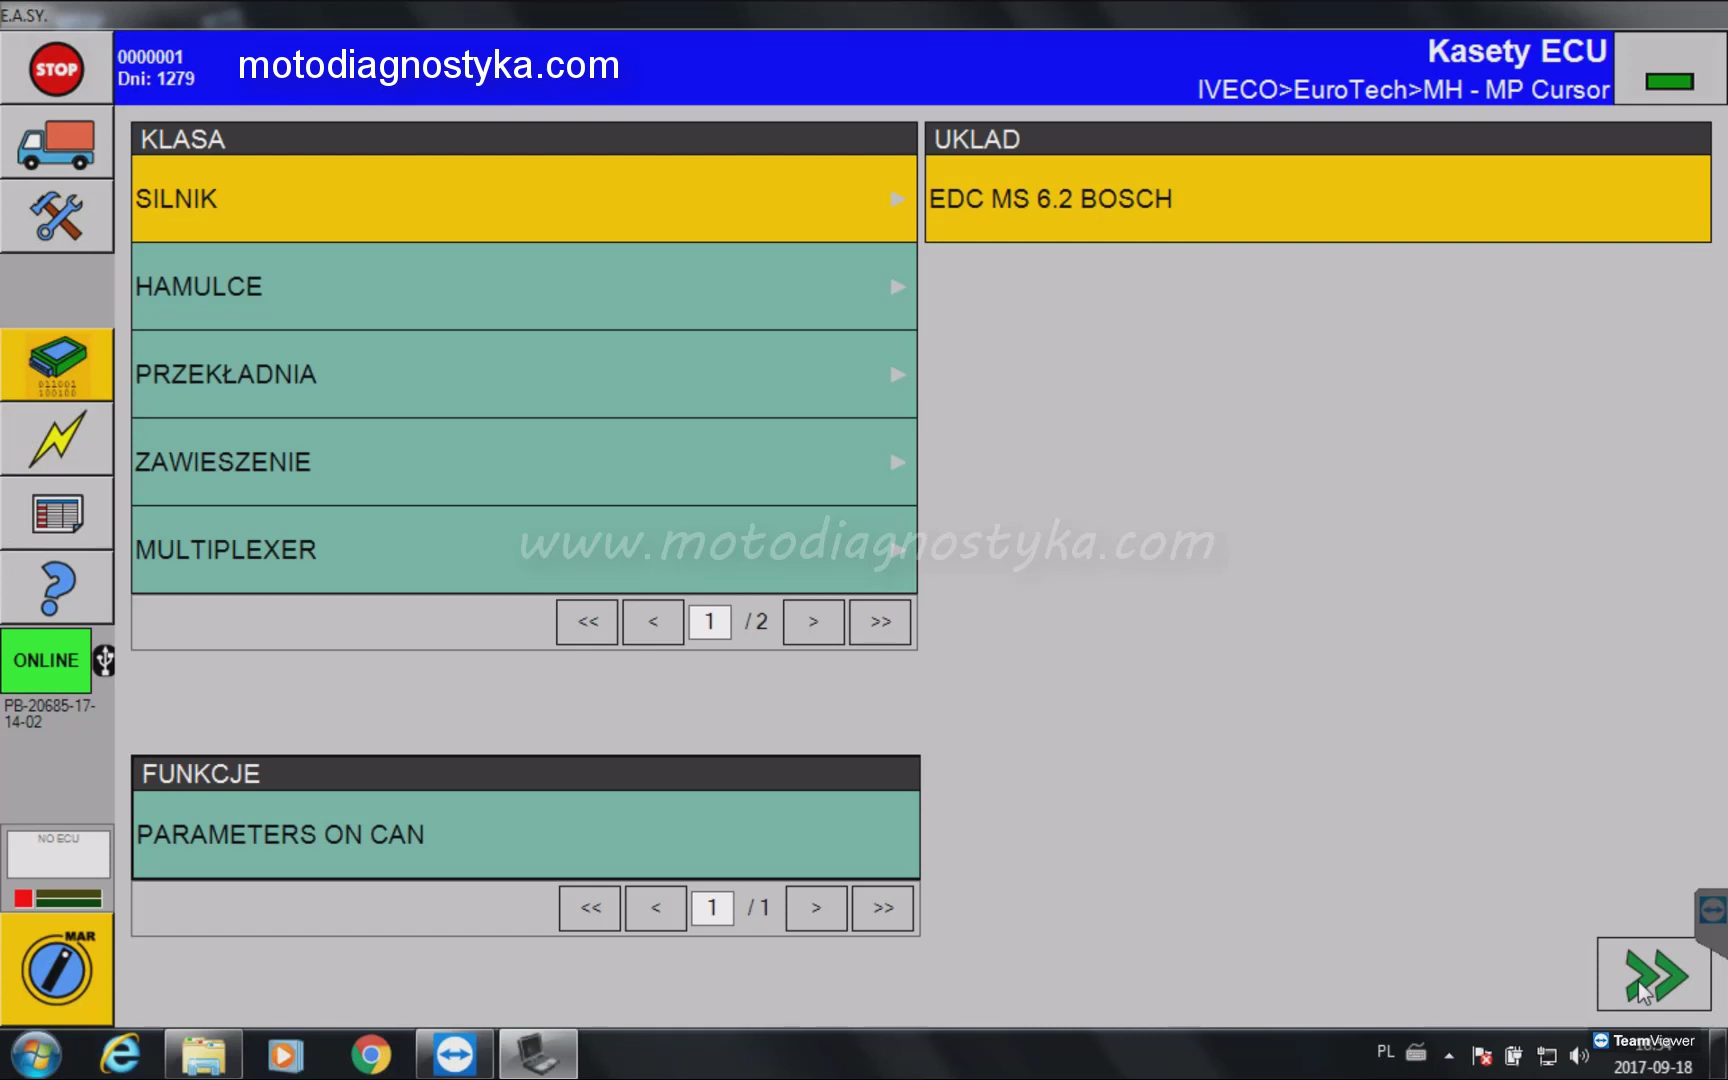 E.A.SY.
STOP
0000001
Dni: 1279
motodiagnostyka.com
Kasety ECU
IVECO>EuroTech>MH - MP Cursor
KLASA
UKLAD
SILNIK
EDC MS 6.2 BOSCH
HAMULCE
PRZEKŁADNIA
ZAWIESZENIE
MULTIPLEXER
www.motodiagnostyka.com
<< < 1 / 2 > >>
011001
100100
ONLINE
PB-20685-17-
14-02
FUNKCJE
PARAMETERS ON CAN
<< < 1 / 1 > >>
NO ECU
MAR
PL
TeamViewer
2017-09-18